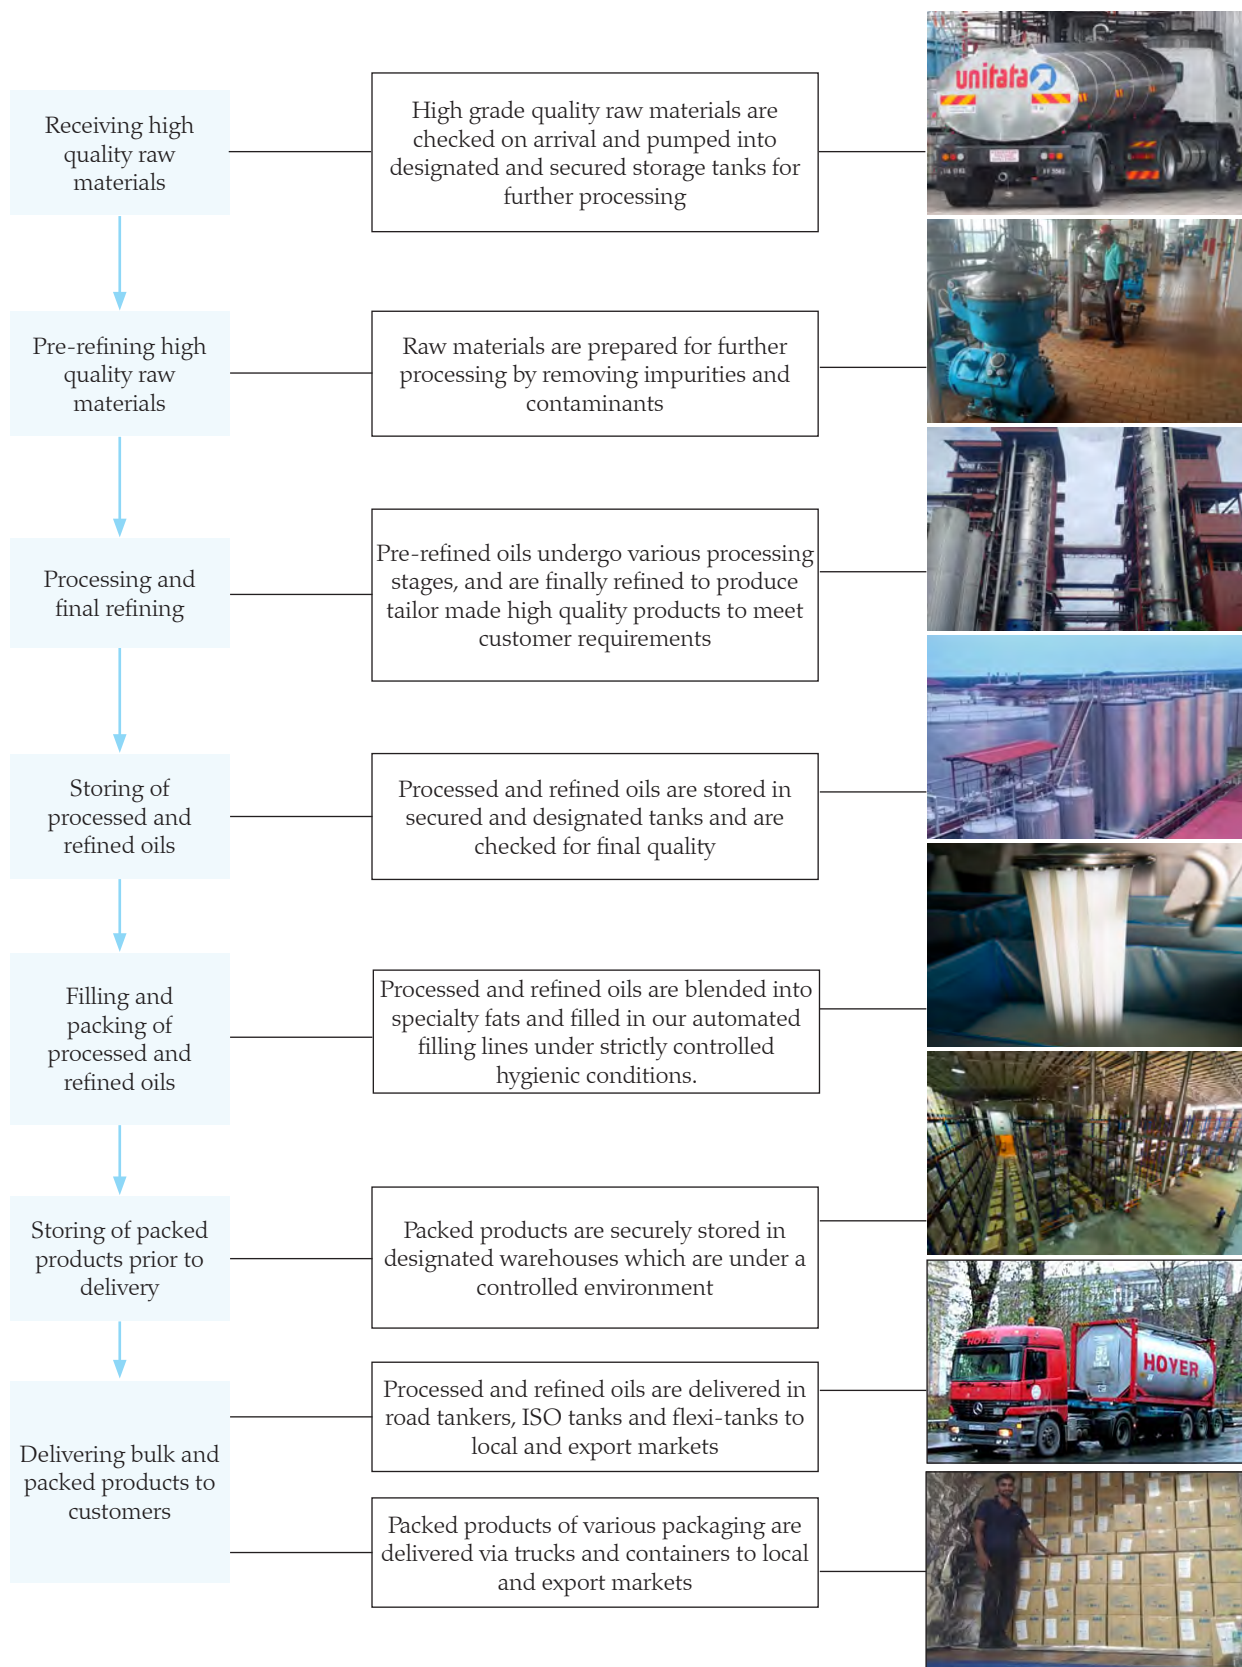 Receiving high
quality raw
materials
High grade quality raw materials are
checked on arrival and pumped into
designated and secured storage tanks for
further processing
unitata
Pre-refining high
quality raw
materials
Raw materials are prepared for further
processing by removing impurities and
contaminants
Processing and
final refining
Pre-refined oils undergo various processing
stages, and are finally refined to produce
tailor made high quality products to meet
customer requirements
Storing of
processed and
refined oils
Processed and refined oils are stored in
secured and designated tanks and are
checked for final quality
Filling and
packing of
processed and
refined oils
Processed and refined oils are blended into
specialty fats and filled in our automated
filling lines under strictly controlled
hygienic conditions.
Storing of packed
products prior to
delivery
Packed products are securely stored in
designated warehouses which are under a
controlled environment
Delivering bulk and
packed products to
customers
Processed and refined oils are delivered in
road tankers, ISO tanks and flexi-tanks to
local and export markets
HOYER
HOYER
Packed products of various packaging are
delivered via trucks and containers to local
and export markets